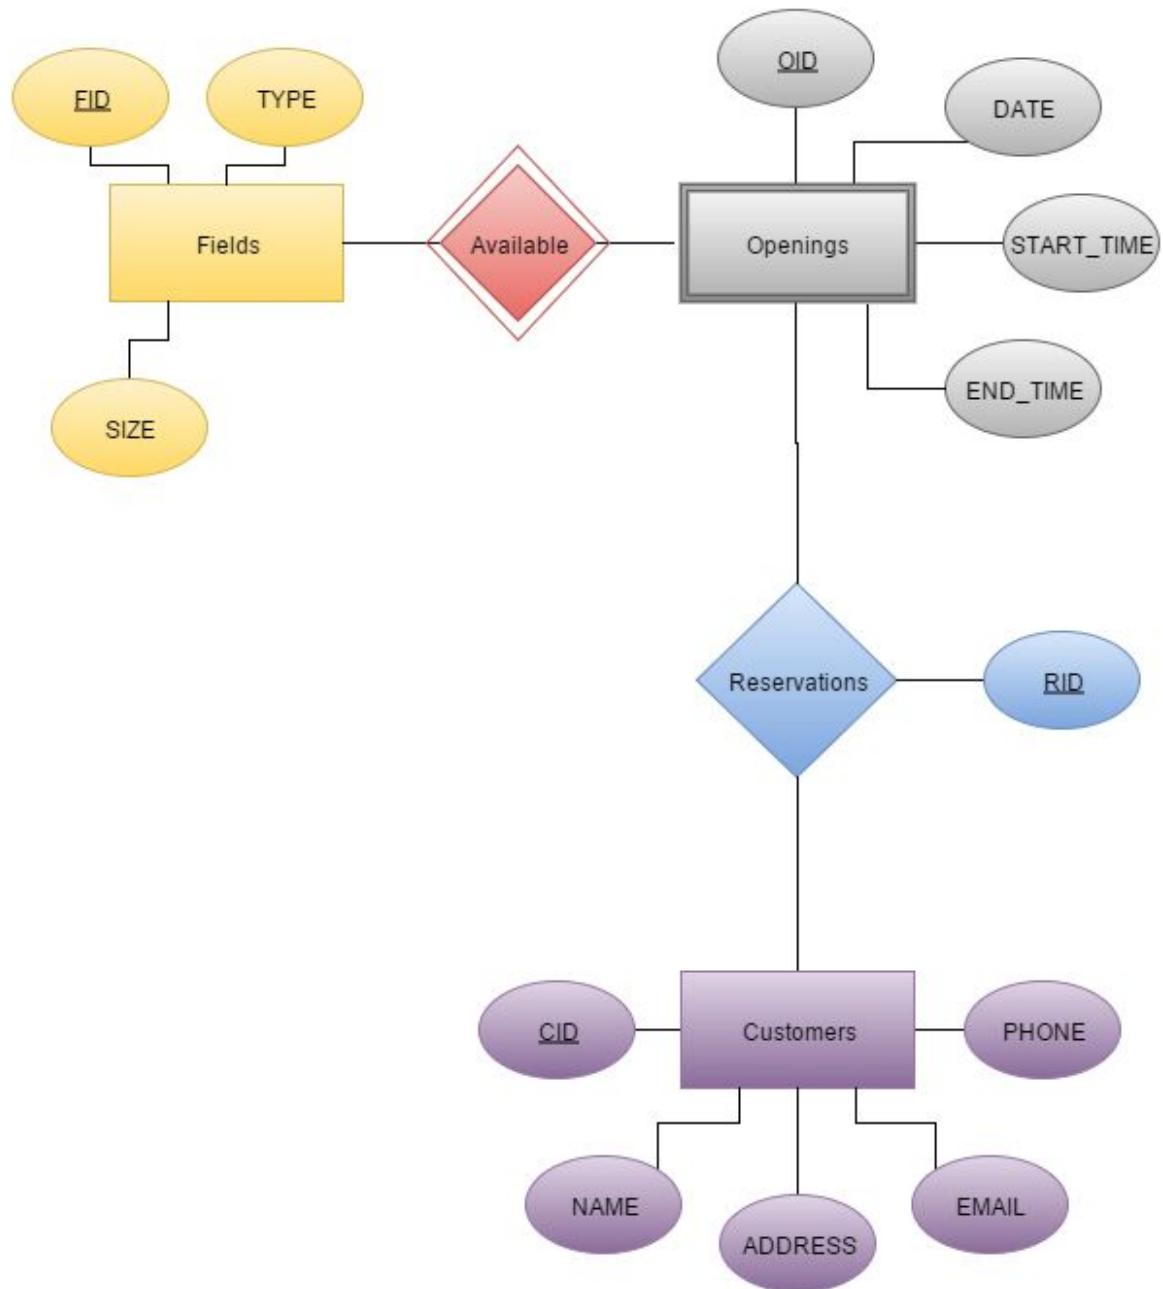 OID
FID
TYPE
DATE
Fields
Available
Openings
START_TIME
END_TIME
SIZE
Reservations
RID
CID
Customers
PHONE
NAME
ADDRESS
EMAIL